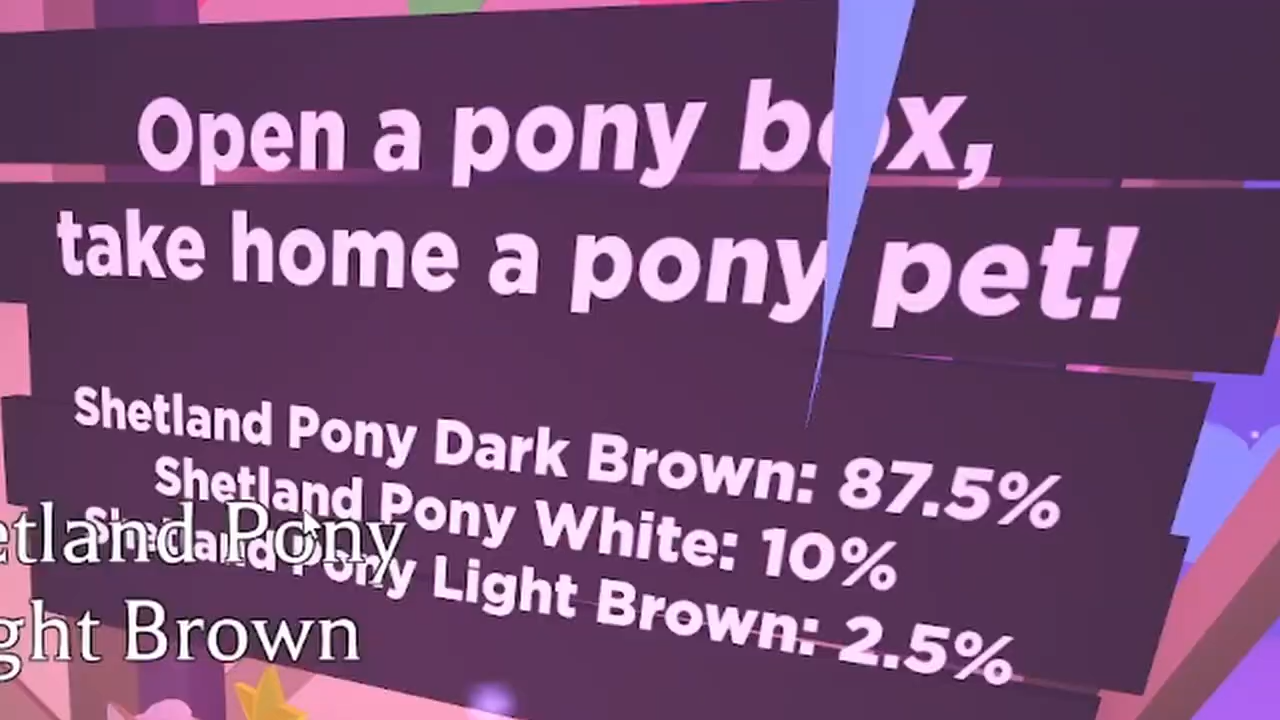 Open a pony box,
take home a pony pet!
Shetland Pony Dark Brown: 87.5%
Shetland Pony White: 10%
Shetland Pony Light Brown: 2.5%
etland Pony
ght Brown